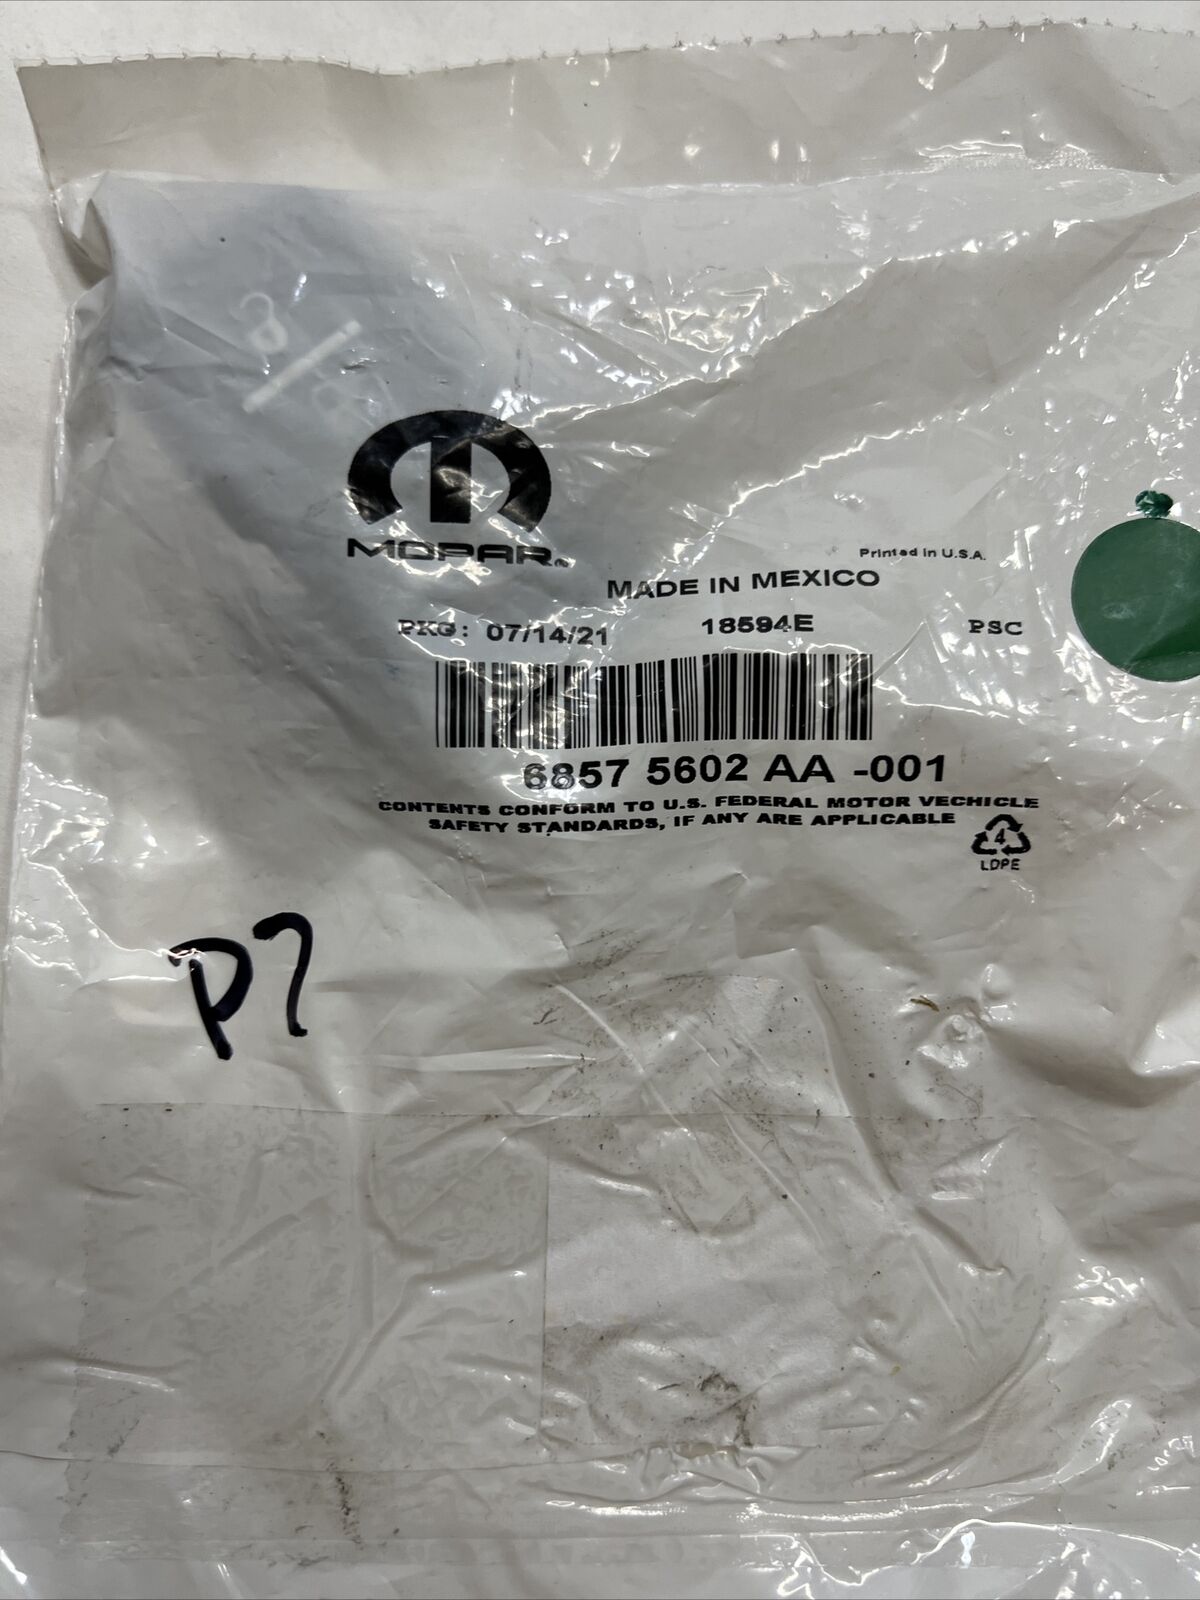 MOPAR®
Printed in U.S.A.
MADE IN MEXICO
PKG: 07/14/21 18594E PSC
6857 5602 AA -001
CONTENTS CONFORM TO U.S. FEDERAL MOTOR VECHICLE
SAFETY STANDARDS, IF ANY ARE APPLICABLE
4
LDPE
P7